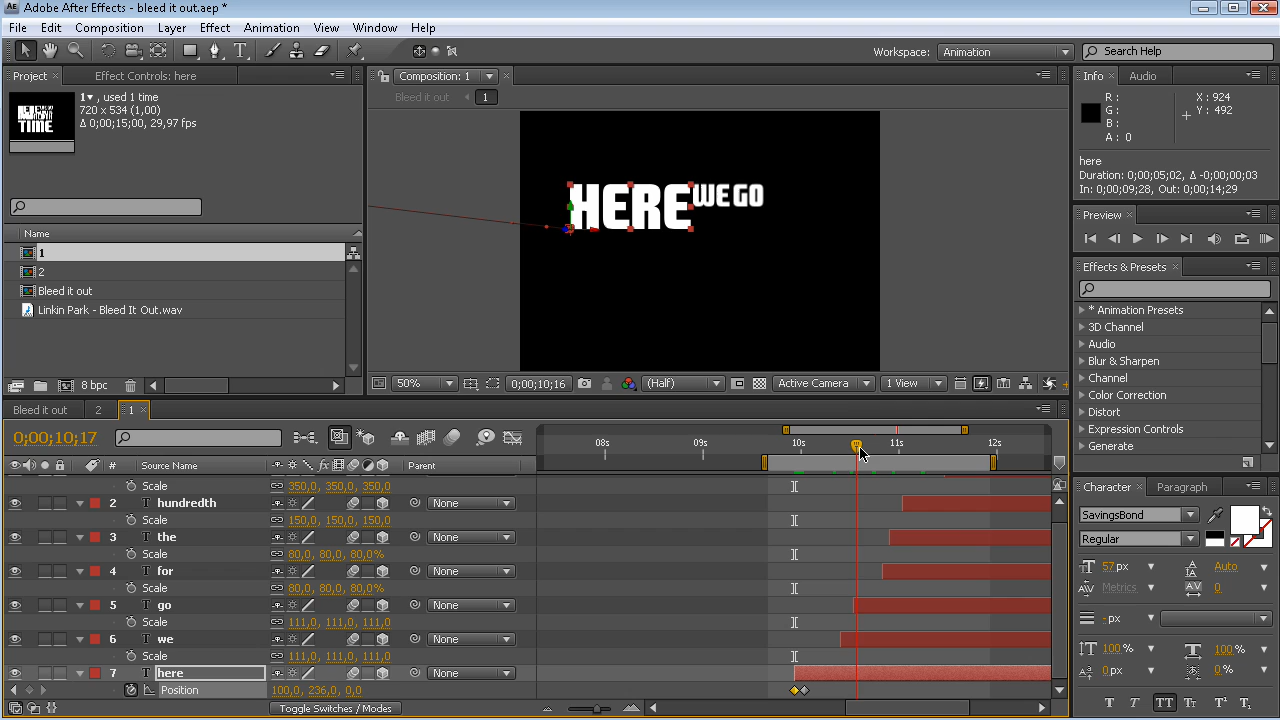 Adobe After Effects - bleed it out.aep *
File Edit Composition Layer Effect Animation View Window Help
Workspace: Animation Search Help
Project Effect Controls: here
1, used 1 time
720 x 534 (1,00)
Δ 0;00;15;00, 29,97 fps
Name
1
2
Bleed it out
Linkin Park - Bleed It Out.wav
8 bpc
Composition: 1
Bleed it out 1
HERE WE GO
50% 0;00;10;16 (Half) Active Camera 1 View
Info Audio
R :
G :
B :
A : 0
X : 924
Y : 492
here
Duration: 0;00;05;02, Δ -0;00;00;03
In: 0;00;09;28, Out: 0;00;14;29
Preview
Effects & Presets
* Animation Presets
3D Channel
Audio
Blur & Sharpen
Channel
Color Correction
Distort
Expression Controls
Generate
Character Paragraph
SavingsBond
Regular
57 px Auto
Metrics 0
- px
100 % 100 %
0 px 0 %
T T TT Tr T¹ T₁
Bleed it out 2 1
0;00;10;17
08s 09s 10s 11s 12s
# Source Name Parent
Scale 350,0, 350,0, 350,0
2 T hundredth None
Scale 150,0, 150,0, 150,0
3 T the None
Scale 80,0, 80,0, 80,0%
4 T for None
Scale 80,0, 80,0, 80,0%
5 T go None
Scale 111,0, 111,0, 111,0
6 T we None
Scale 111,0, 111,0, 111,0
7 T here None
Position 100,0, 236,0, 0,0
Toggle Switches / Modes